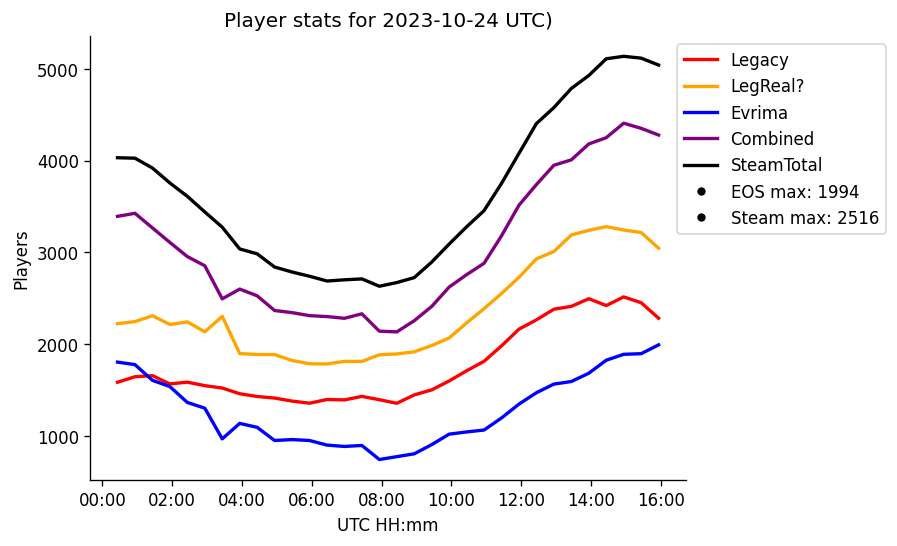 Player stats for 2023-10-24 UTC)
Players
5000
4000
3000
2000
1000
00:00 02:00 04:00 06:00 08:00 10:00 12:00 14:00 16:00
UTC HH:mm
Legacy
LegReal?
Evrima
Combined
SteamTotal
EOS max: 1994
Steam max: 2516